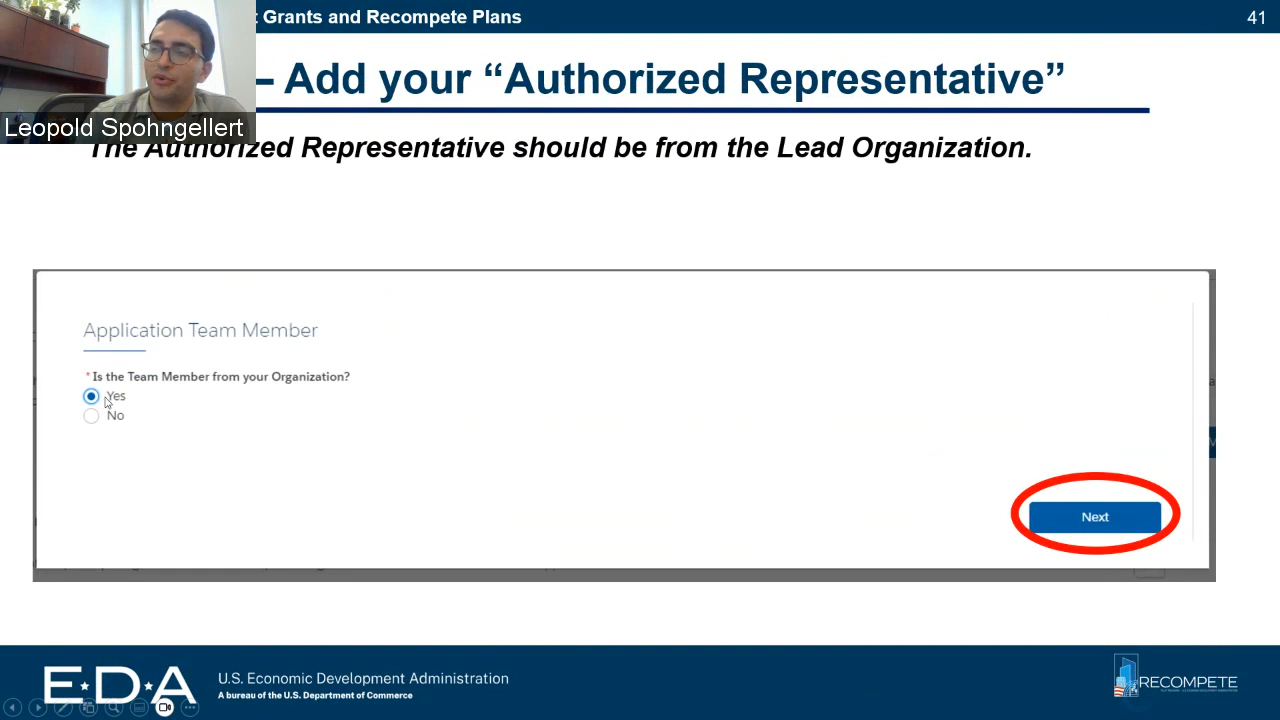 Grants and Recompete Plans
41
– Add your “Authorized Representative”
Leopold Spohngellert
The Authorized Representative should be from the Lead Organization.
Application Team Member
* Is the Team Member from your Organization?
Yes
No
Next
E★D★A
U.S. Economic Development Administration
A bureau of the U.S. Department of Commerce
RECOMPETE